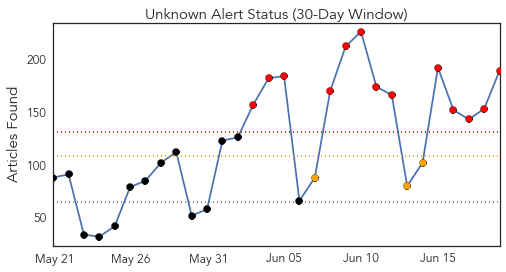 Unknown Alert Status (30-Day Window)
Articles Found
200
150
100
50
May 21
May 26
May 31
Jun 05
Jun 10
Jun 15